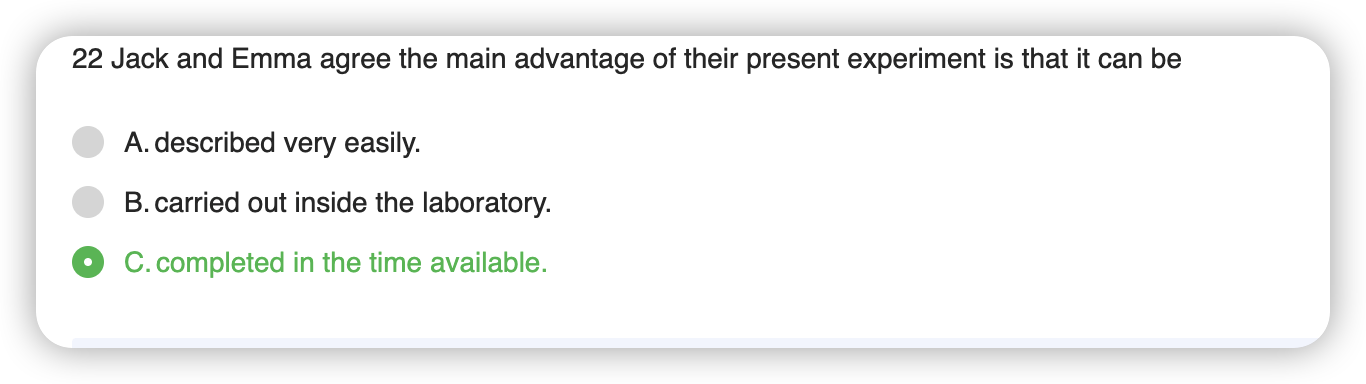 22 Jack and Emma agree the main advantage of their present experiment is that it can be
A. described very easily.
B. carried out inside the laboratory.
C. completed in the time available.